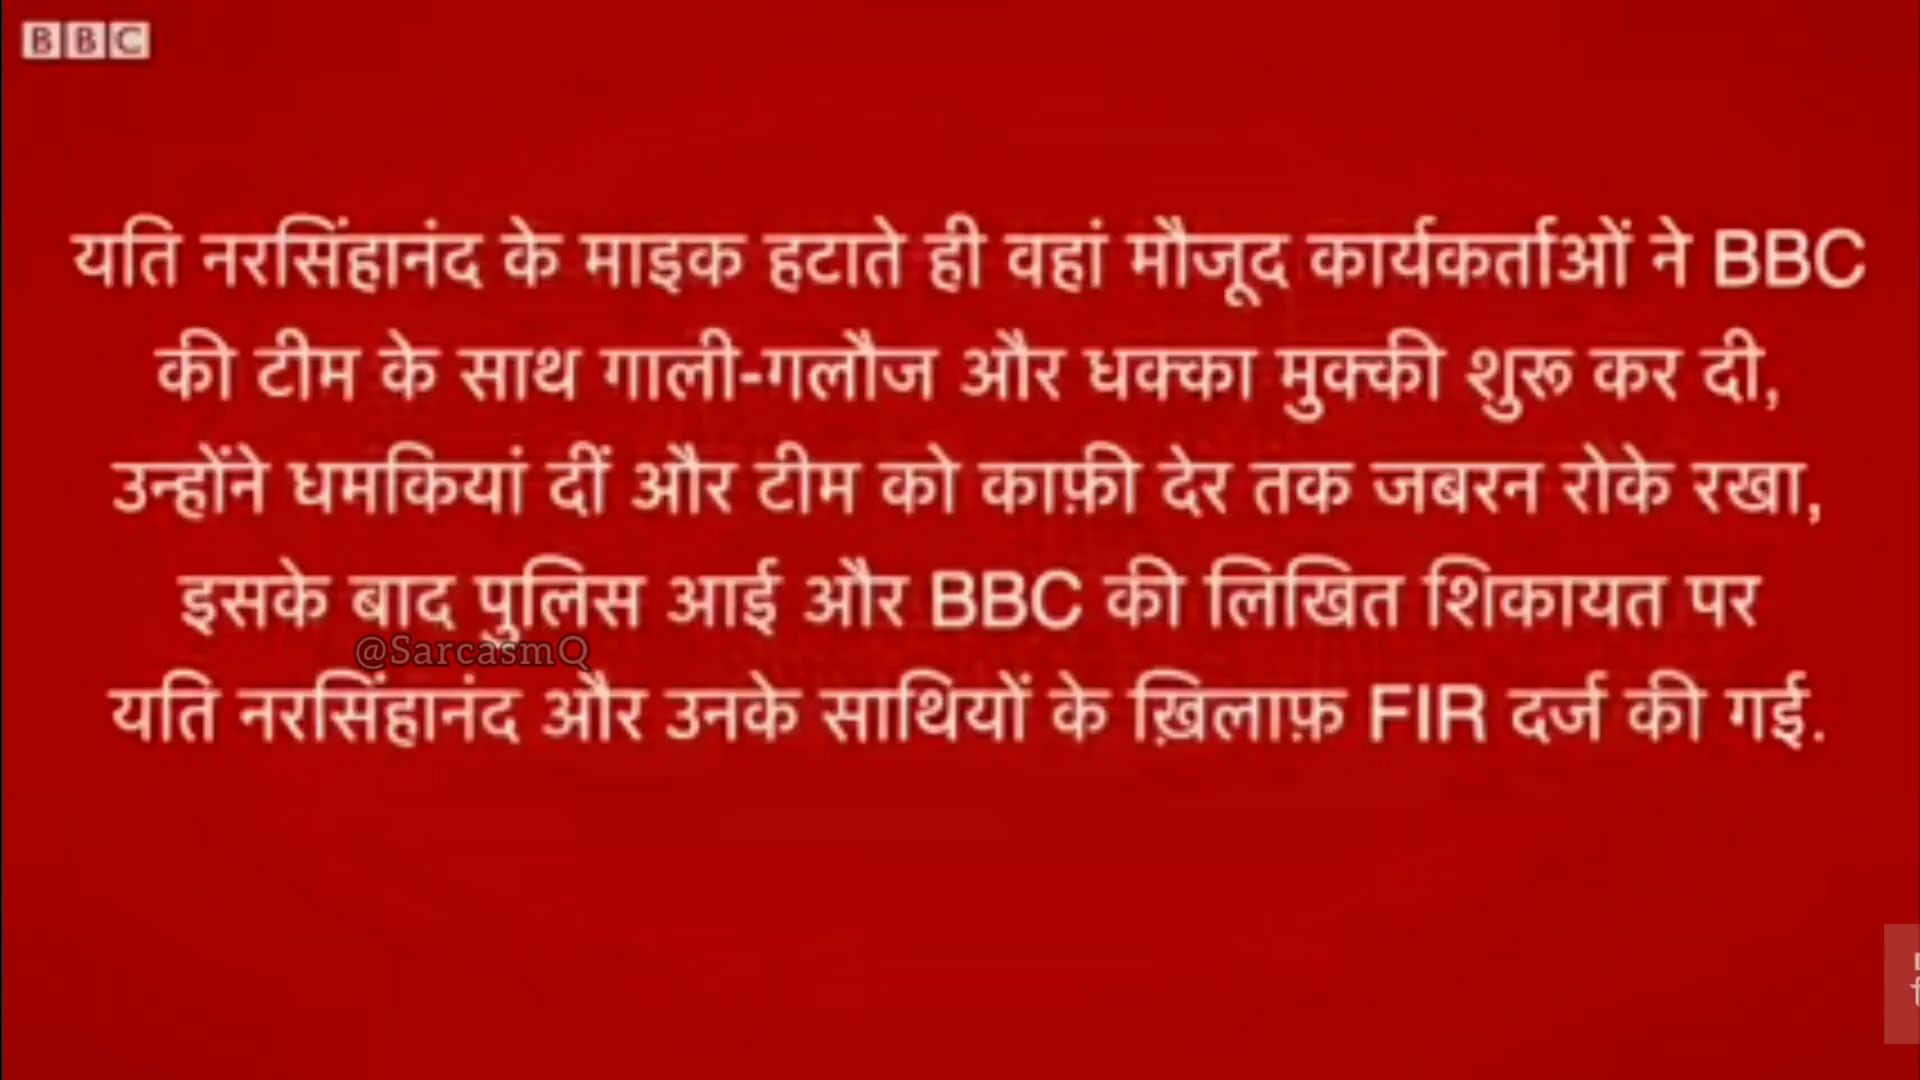 BBC
यति नरसिंहानंद के माइक हटाते ही वहां मौजूद कार्यकर्ताओं ने BBC
की टीम के साथ गाली-गलौज और धक्का मुक्की शुरू कर दी,
उन्होंने धमकियां दीं और टीम को काफ़ी देर तक जबरन रोके रखा,
इसके बाद पुलिस आई और BBC की लिखित शिकायत पर
@SarcasmQ
यति नरसिंहानंद और उनके साथियों के ख़िलाफ़ FIR दर्ज की गई.